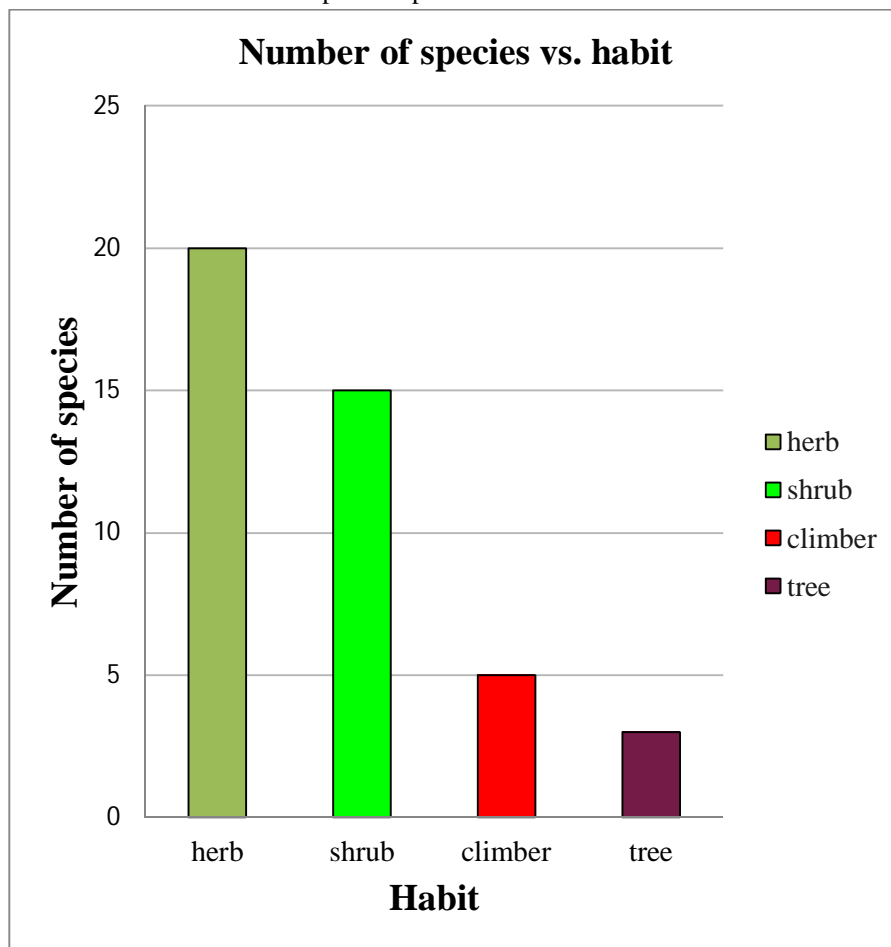 Number of species vs. habit
25
20
15
10
5
0
Number of species
herb
shrub
climber
tree
Habit
herb
shrub
climber
tree